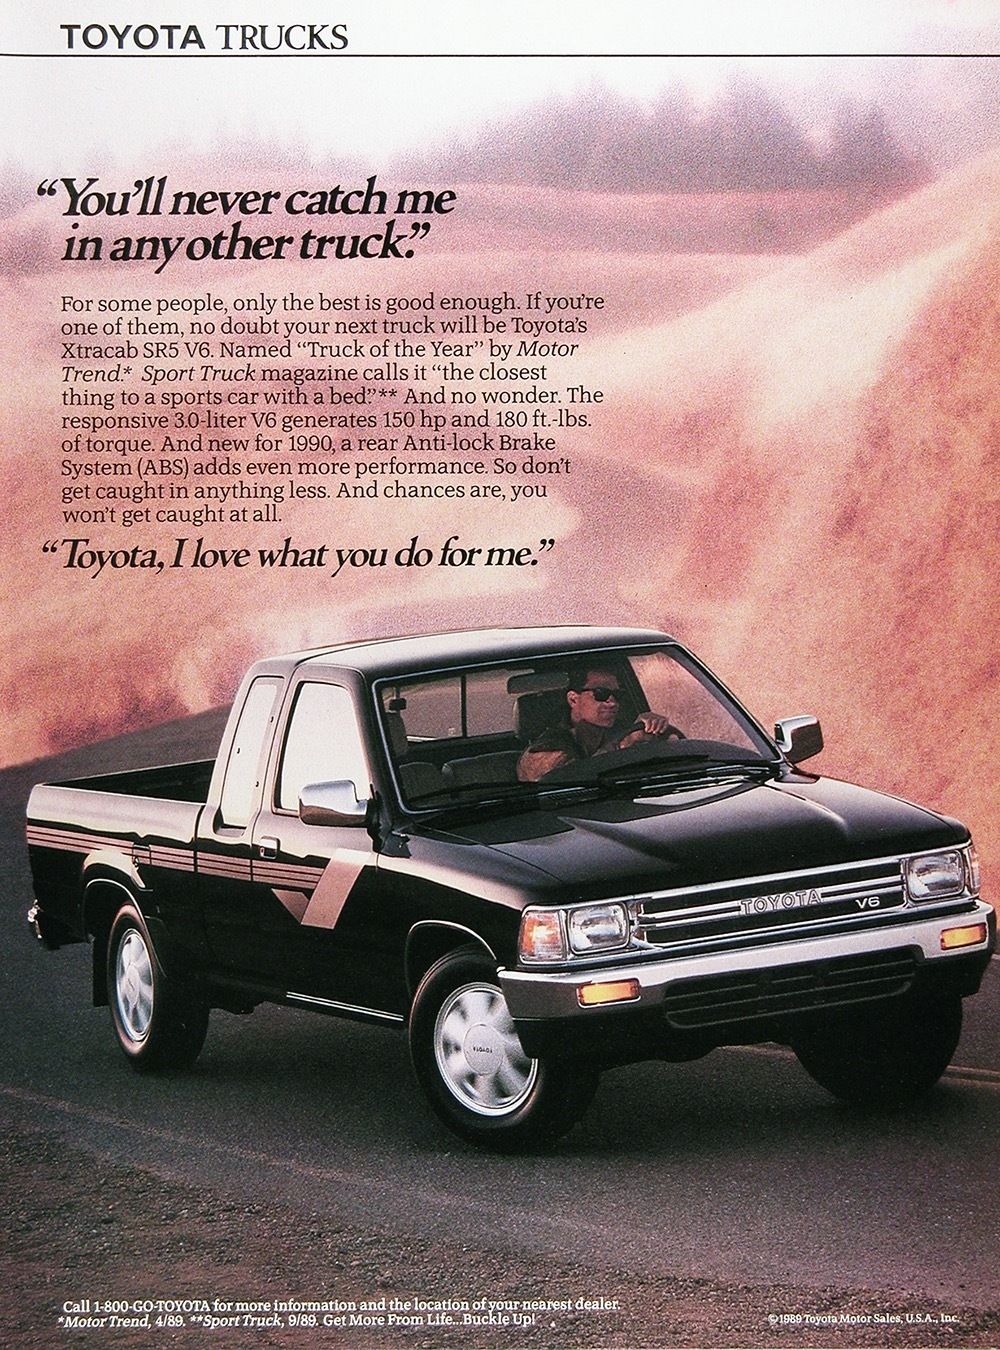 TOYOTA TRUCKS
“You’ll never catch me
in any other truck.”
For some people, only the best is good enough. If you’re
one of them, no doubt your next truck will be Toyota’s
Xtracab SR5 V6. Named “Truck of the Year” by Motor
Trend.* Sport Truck magazine calls it “the closest
thing to a sports car with a bed.”** And no wonder. The
responsive 3.0-liter V6 generates 150 hp and 180 ft.-lbs.
of torque. And new for 1990, a rear Anti-lock Brake
System (ABS) adds even more performance. So don’t
get caught in anything less. And chances are, you
won’t get caught at all.
“Toyota, I love what you do for me.”
TOYOTA V6
TOYOTA
Call 1-800-GO-TOYOTA for more information and the location of your nearest dealer.
*Motor Trend, 4/89. **Sport Truck, 9/89. Get More From Life...Buckle Up!
©1989 Toyota Motor Sales, U.S.A., Inc.